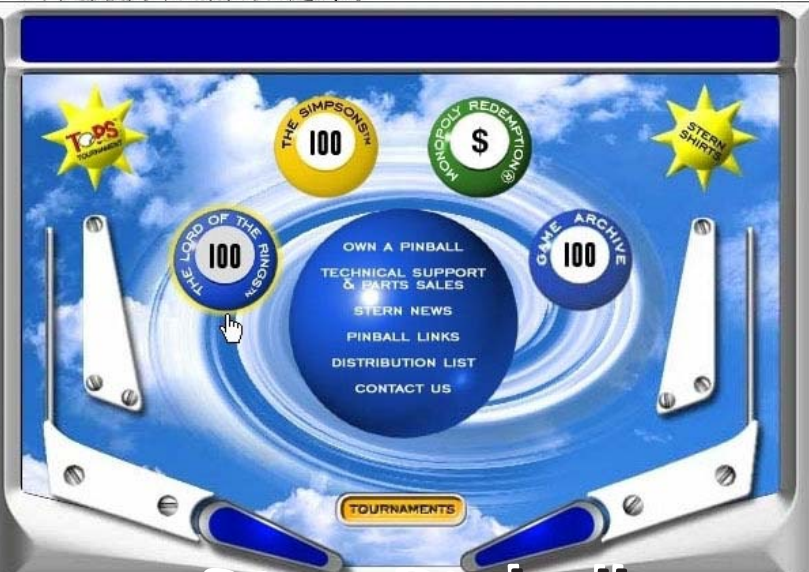 TOPS
TOURNAMENT
THE SIMPSONS™
100
MONOPOLY REDEMPTION®
$
STERN
SHIRTS
THE LORD OF THE RINGS™
100
GAME ARCHIVE
100
OWN A PINBALL
TECHNICAL SUPPORT
& PARTS SALES
STERN NEWS
PINBALL LINKS
DISTRIBUTION LIST
CONTACT US
TOURNAMENTS